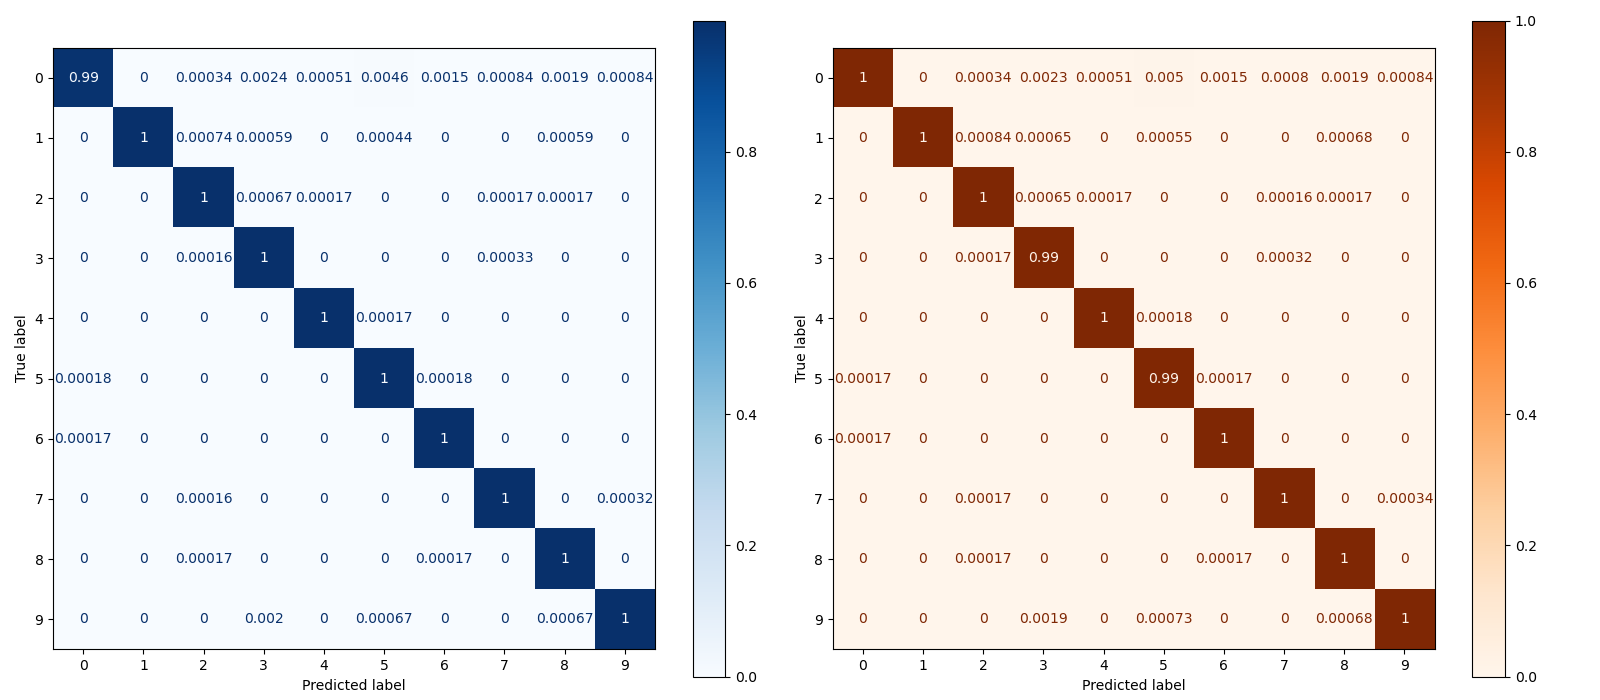 0 0.99 0 0.00034 0.0024 0.00051 0.0046 0.0015 0.00084 0.0019 0.00084
1 0 1 0.00074 0.00059 0 0.00044 0 0 0.00059 0
2 0 0 1 0.00067 0.00017 0 0 0.00017 0.00017 0
3 0 0 0.00016 1 0 0 0 0.00033 0 0
4 0 0 0 0 1 0.00017 0 0 0 0
5 0.00018 0 0 0 0 1 0.00018 0 0 0
6 0.00017 0 0 0 0 0 1 0 0 0
7 0 0 0.00016 0 0 0 0 1 0 0.00032
8 0 0 0.00017 0 0 0 0.00017 0 1 0
9 0 0 0 0.002 0 0.00067 0 0 0.00067 1
0 1 2 3 4 5 6 7 8 9
True label
Predicted label
0.8
0.6
0.4
0.2
0.0
0 1 0 0.00034 0.0023 0.00051 0.005 0.0015 0.0008 0.0019 0.00084
1 0 1 0.00084 0.00065 0 0.00055 0 0 0.00068 0
2 0 0 1 0.00065 0.00017 0 0 0.00016 0.00017 0
3 0 0 0.00017 0.99 0 0 0 0.00032 0 0
4 0 0 0 0 1 0.00018 0 0 0 0
5 0.00017 0 0 0 0 0.99 0.00017 0 0 0
6 0.00017 0 0 0 0 0 1 0 0 0
7 0 0 0.00017 0 0 0 0 1 0 0.00034
8 0 0 0.00017 0 0 0 0.00017 0 1 0
9 0 0 0 0.0019 0 0.00073 0 0 0.00068 1
0 1 2 3 4 5 6 7 8 9
True label
Predicted label
1.0
0.8
0.6
0.4
0.2
0.0